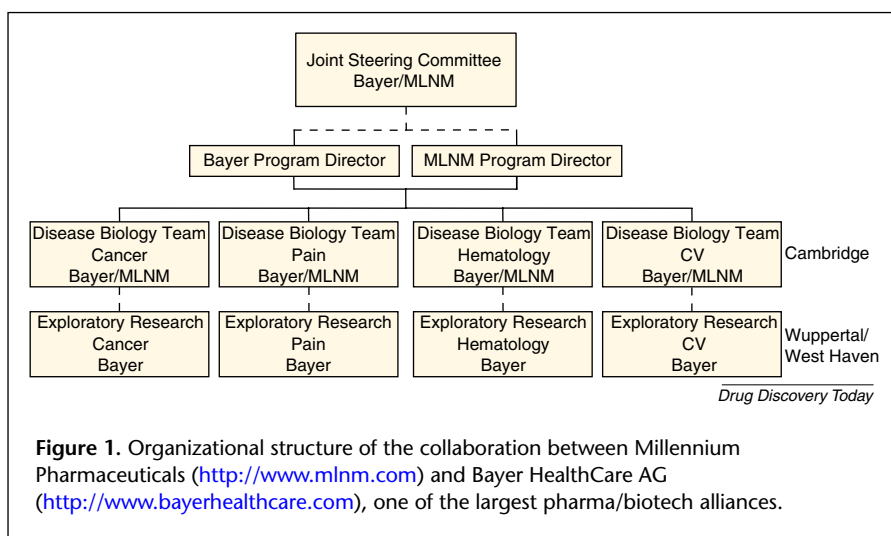 Joint Steering Committee
Bayer/MLNM
Bayer Program Director
MLNM Program Director
Disease Biology Team
Cancer
Bayer/MLNM
Disease Biology Team
Pain
Bayer/MLNM
Disease Biology Team
Hematology
Bayer/MLNM
Disease Biology Team
CV
Bayer/MLNM
Cambridge
Exploratory Research
Cancer
Bayer
Exploratory Research
Pain
Bayer
Exploratory Research
Hematology
Bayer
Exploratory Research
CV
Bayer
Wuppertal/
West Haven
Drug Discovery Today
Figure 1. Organizational structure of the collaboration between Millennium
Pharmaceuticals (http://www.mlnm.com) and Bayer HealthCare AG
(http://www.bayerhealthcare.com), one of the largest pharma/biotech alliances.